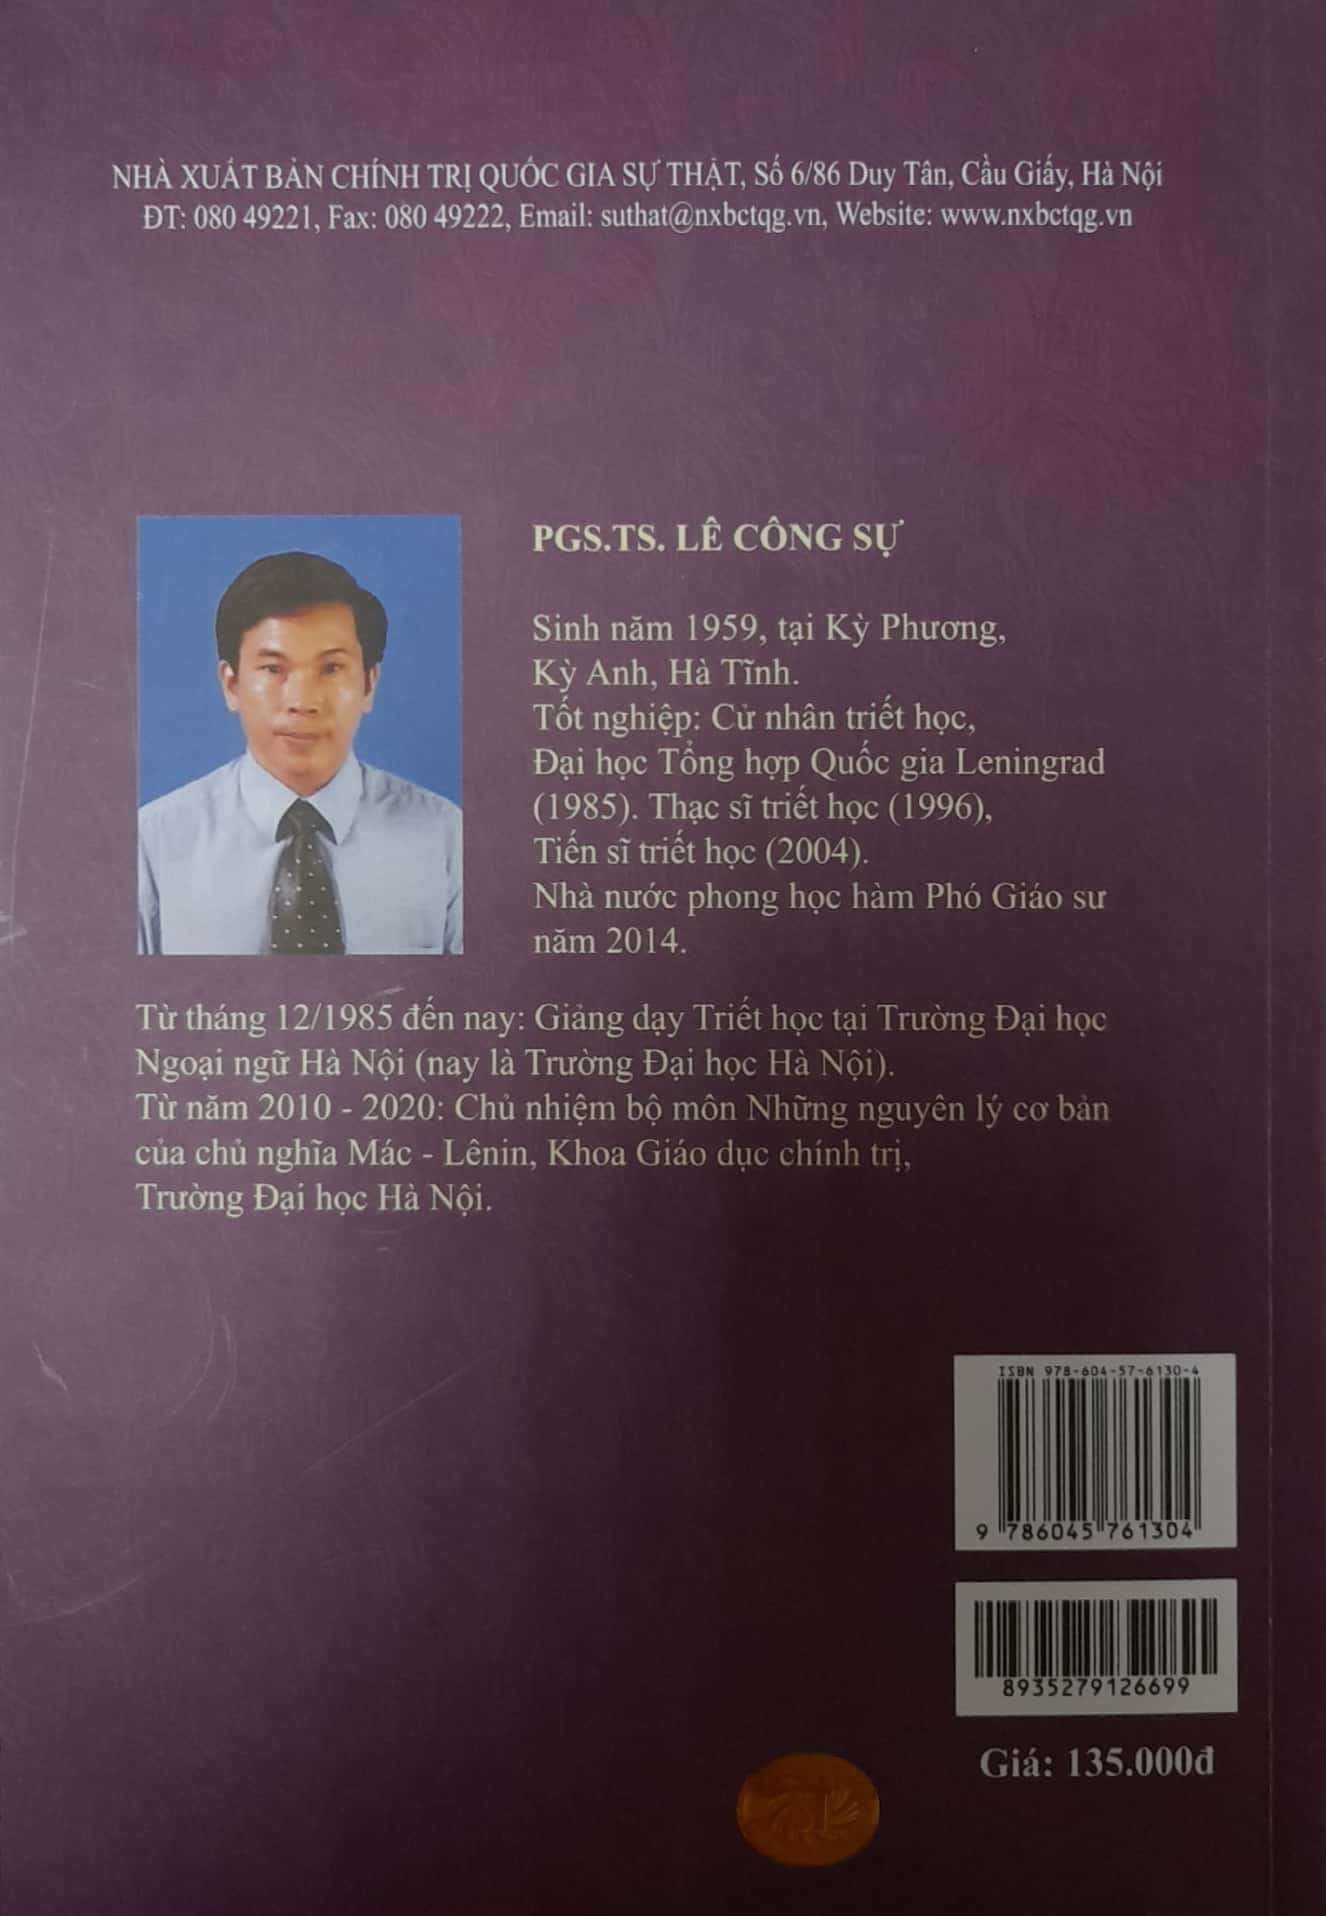 NHÀ XUẤT BẢN CHÍNH TRỊ QUỐC GIA SỰ THẬT, Số 6/86 Duy Tân, Cầu Giấy, Hà Nội
ĐT: 080 49221, Fax: 080 49222, Email: suthat@nxbctqg.vn, Website: www.nxbctqg.vn
PGS.TS. LÊ CÔNG SỰ
Sinh năm 1959, tại Kỳ Phương,
Kỳ Anh, Hà Tĩnh.
Tốt nghiệp: Cử nhân triết học,
Đại học Tổng hợp Quốc gia Leningrad
(1985). Thạc sĩ triết học (1996),
Tiến sĩ triết học (2004).
Nhà nước phong học hàm Phó Giáo sư
năm 2014.
Từ tháng 12/1985 đến nay: Giảng dạy Triết học tại Trường Đại học
Ngoại ngữ Hà Nội (nay là Trường Đại học Hà Nội).
Từ năm 2010 - 2020: Chủ nhiệm bộ môn Những nguyên lý cơ bản
của chủ nghĩa Mác - Lênin, Khoa Giáo dục chính trị,
Trường Đại học Hà Nội.
ISBN 978-604-57-6130-4
9 786045 761304
8935279126699
Giá: 135.000đ